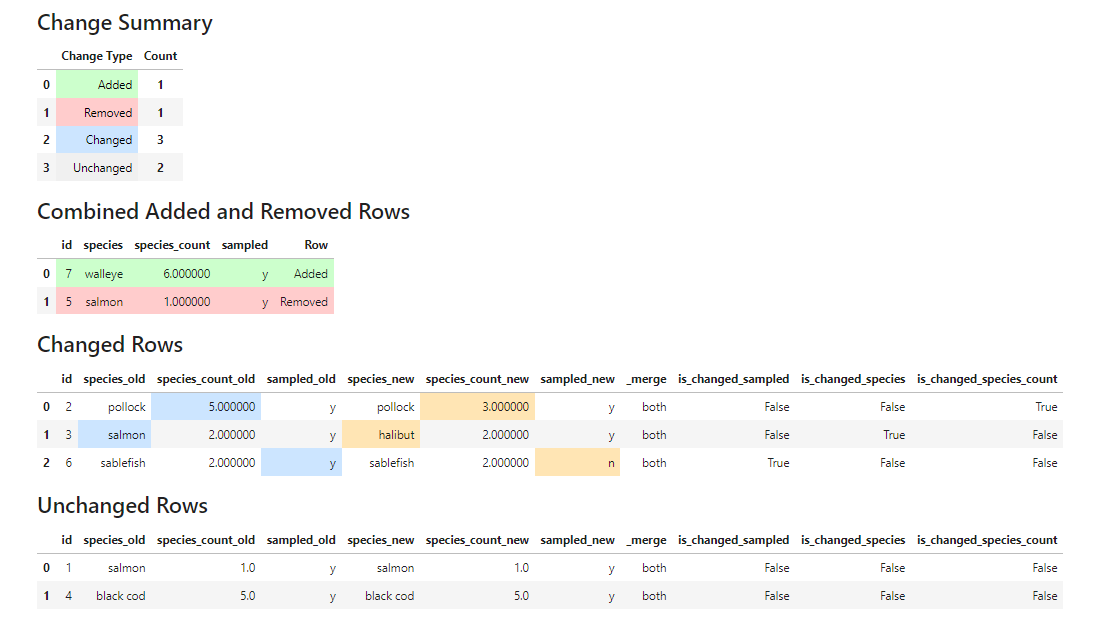 Change Summary
Change Type Count
0 Added 1
1 Removed 1
2 Changed 3
3 Unchanged 2
Combined Added and Removed Rows
id species species_count sampled Row
0 7 walleye 6.000000 y Added
1 5 salmon 1.000000 y Removed
Changed Rows
id species_old species_count_old sampled_old species_new species_count_new sampled_new _merge is_changed_sampled is_changed_species is_changed_species_count
0 2 pollock 5.000000 y pollock 3.000000 y both False False True
1 3 salmon 2.000000 y halibut 2.000000 y both False True False
2 6 sablefish 2.000000 y sablefish 2.000000 n both True False False
Unchanged Rows
id species_old species_count_old sampled_old species_new species_count_new sampled_new _merge is_changed_sampled is_changed_species is_changed_species_count
0 1 salmon 1.0 y salmon 1.0 y both False False False
1 4 black cod 5.0 y black cod 5.0 y both False False False